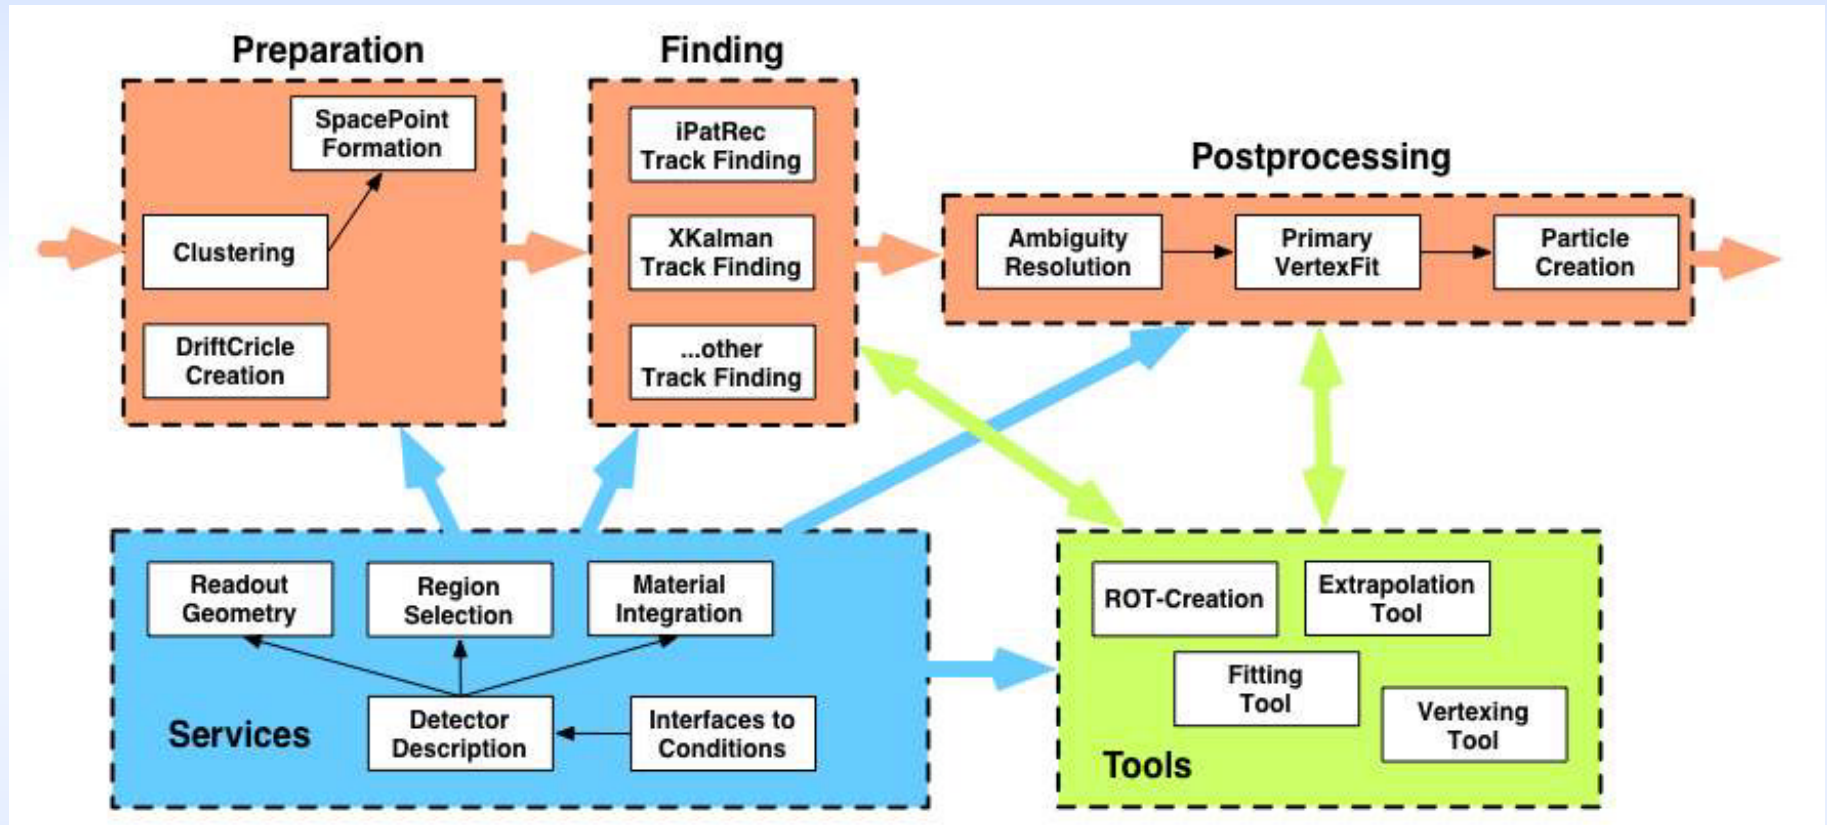 Preparation
SpacePoint
Formation
Clustering
DriftCricle
Creation
Finding
iPatRec
Track Finding
XKalman
Track Finding
...other
Track Finding
Postprocessing
Ambiguity
Resolution
Primary
VertexFit
Particle
Creation
Readout
Geometry
Region
Selection
Material
Integration
Services
Detector
Description
Interfaces to
Conditions
ROT-Creation
Extrapolation
Tool
Fitting
Tool
Vertexing
Tool
Tools